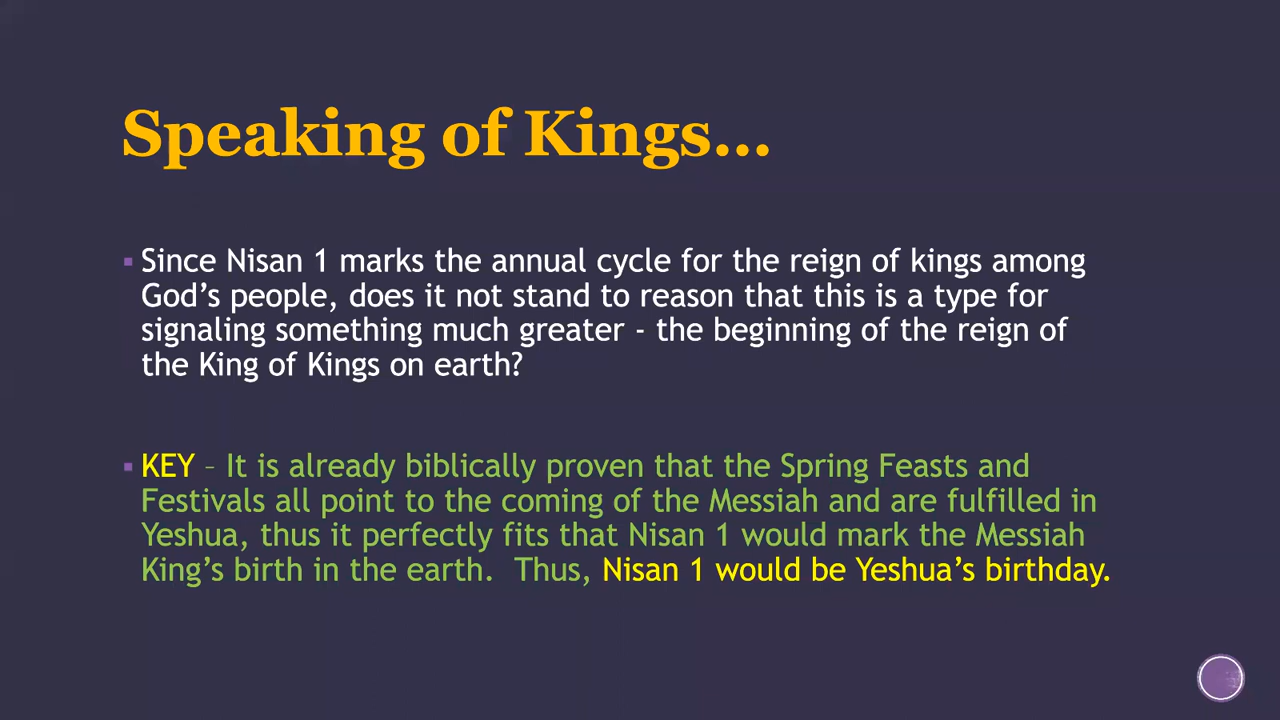 Speaking of Kings...
▪ Since Nisan 1 marks the annual cycle for the reign of kings among
God’s people, does it not stand to reason that this is a type for
signaling something much greater - the beginning of the reign of
the King of Kings on earth?
▪ KEY – It is already biblically proven that the Spring Feasts and
Festivals all point to the coming of the Messiah and are fulfilled in
Yeshua, thus it perfectly fits that Nisan 1 would mark the Messiah
King’s birth in the earth.  Thus, Nisan 1 would be Yeshua’s birthday.